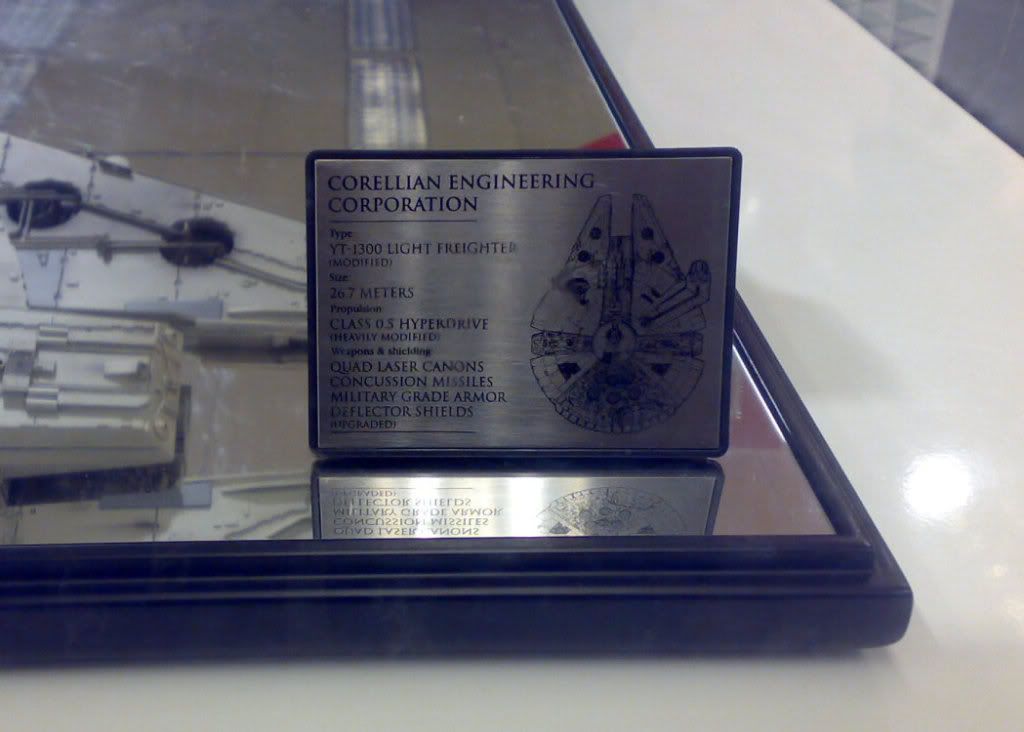 CORELLIAN ENGINEERING
CORPORATION
Type:
YT-1300 LIGHT FREIGHTER
(MODIFIED)
Size:
26.7 METERS
Propulsion:
CLASS 0.5 HYPERDRIVE
(HEAVILY MODIFIED)
Weapons & shielding:
QUAD LASER CANONS
CONCUSSION MISSILES
MILITARY GRADE ARMOR
DEFLECTOR SHIELDS
(UPGRADED)